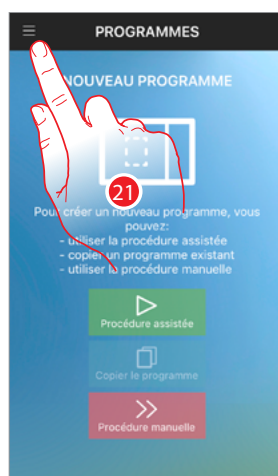 PROGRAMMES
NOUVEAU PROGRAMME
21
Pour créer un nouveau programme, vous
pouvez:
- utiliser la procédure assistée
- copier un programme existant
- utiliser la procédure manuelle
Procédure assistée
Copier le programme
Procédure manuelle